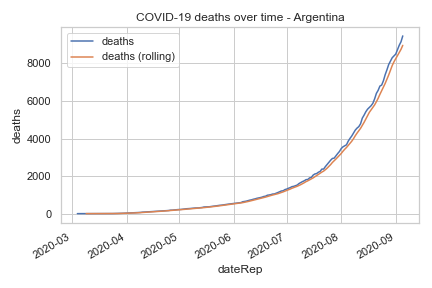 COVID-19 deaths over time - Argentina
deaths
deaths (rolling)
deaths
8000
6000
4000
2000
0
2020-03
2020-04
2020-05
2020-06
2020-07
2020-08
2020-09
dateRep